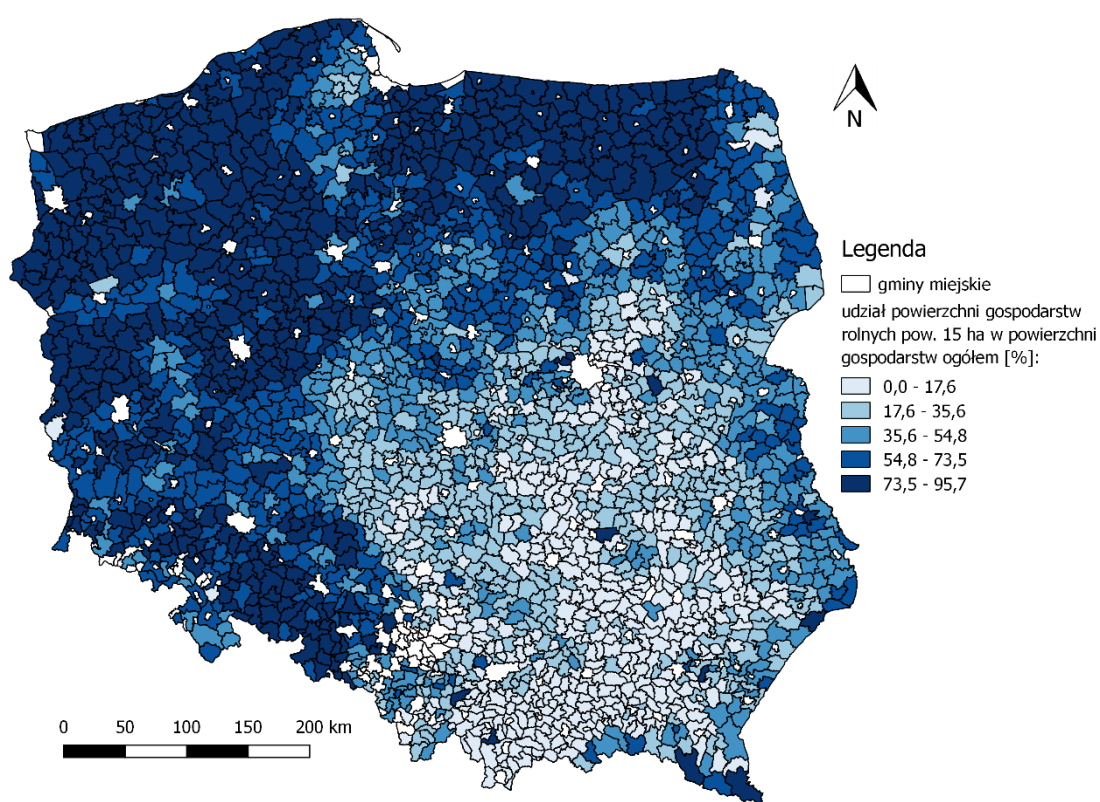 N
Legenda
gminy miejskie
udział powierzchni gospodarstw
rolnych pow. 15 ha w powierzchni
gospodarstw ogółem [%]:
0,0 - 17,6
17,6 - 35,6
35,6 - 54,8
54,8 - 73,5
73,5 - 95,7
0 50 100 150 200 km